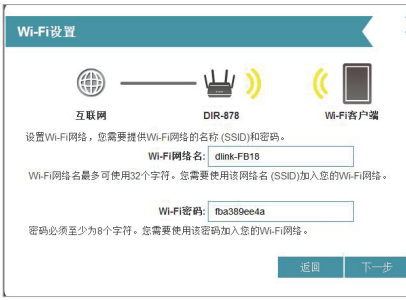 Wi-Fi设置
互联网
DIR-878
Wi-Fi客户端
设置Wi-Fi网络，您需要提供Wi-Fi网络的名称 (SSID)和密码。
Wi-Fi网络名: dlink-FB18
Wi-Fi网络名最多可使用32个字符。您需要使用该网络名 (SSID)加入您的Wi-Fi网络。
Wi-Fi密码: fba389ee4a
密码必须至少为8个字符。您需要使用该密码加入您的Wi-Fi网络。
返回
下一步